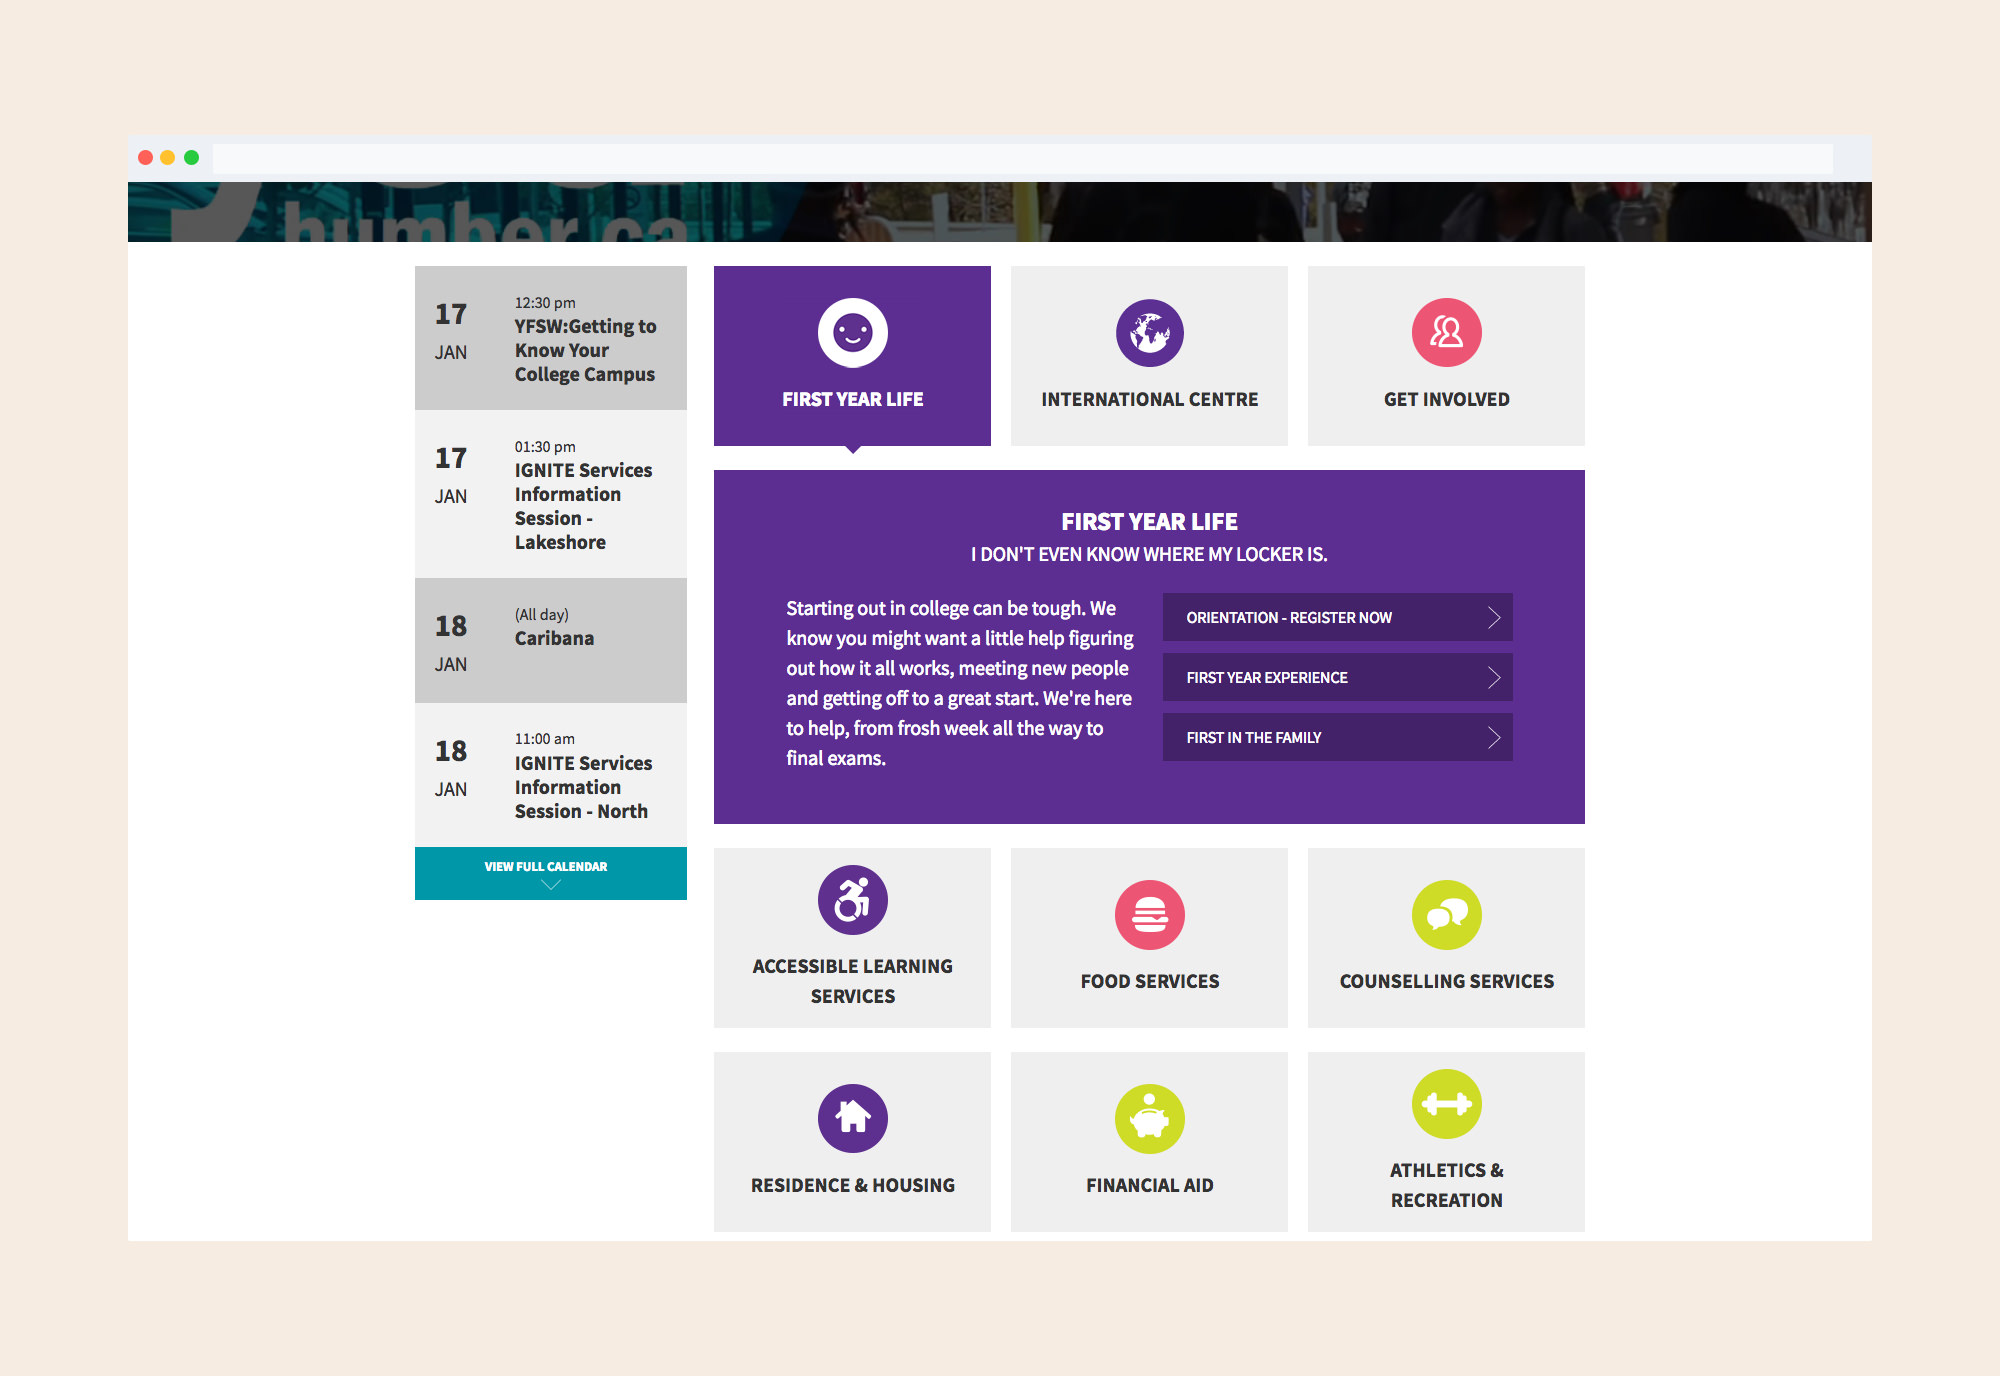 humber.ca
17
JAN
12:30 pm
YFSW:Getting to
Know Your
College Campus
17
JAN
01:30 pm
IGNITE Services
Information
Session -
Lakeshore
18
JAN
(All day)
Caribana
18
JAN
11:00 am
IGNITE Services
Information
Session - North
VIEW FULL CALENDAR
FIRST YEAR LIFE
INTERNATIONAL CENTRE
GET INVOLVED
FIRST YEAR LIFE
I DON'T EVEN KNOW WHERE MY LOCKER IS.
Starting out in college can be tough. We
know you might want a little help figuring
out how it all works, meeting new people
and getting off to a great start. We're here
to help, from frosh week all the way to
final exams.
ORIENTATION - REGISTER NOW
FIRST YEAR EXPERIENCE
FIRST IN THE FAMILY
ACCESSIBLE LEARNING
SERVICES
FOOD SERVICES
COUNSELLING SERVICES
RESIDENCE & HOUSING
FINANCIAL AID
ATHLETICS &
RECREATION